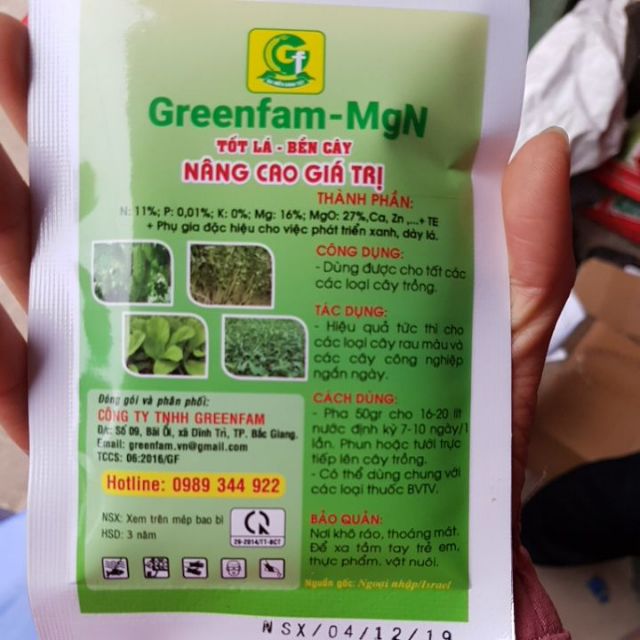 Greenfam-MgN
TỐT LÁ - BỀN CÂY
NÂNG CAO GIÁ TRỊ
THÀNH PHẦN:
N: 11%; P: 0,01%; K: 0%; Mg: 16%; MgO: 27%,Ca, Zn ,...+ TE
+ Phụ gia đặc hiệu cho việc phát triển xanh, dày lá.
CÔNG DỤNG:
- Dùng được cho tất các
các loại cây trồng.
TÁC DỤNG:
- Hiệu quả tức thì cho
các loại cây rau màu và
các cây công nghiệp
ngắn ngày.
CÁCH DÙNG:
- Pha 50gr cho 16-20 lít
nước định kỳ 7-10 ngày/1
lần. Phun hoặc tưới trực
tiếp lên cây trồng.
- Có thể dùng chung với
các loại thuốc BVTV.
BẢO QUẢN:
Nơi khô ráo, thoáng mát.
Để xa tầm tay trẻ em,
thực phẩm, vật nuôi.
Nguồn gốc: Ngoại nhập/Israel
Đóng gói và phân phối:
CÔNG TY TNHH GREENFAM
Đ/c: Số 09, Bãi Ổi, xã Dĩnh Trì, TP. Bắc Giang.
Email: greenfam.vn@gmail.com
TCCS: 06:2016/GF
Hotline: 0989 344 922
NSX: Xem trên mép bao bì
HSD: 3 năm
29-2014/TT-BCT
NSX/04/12/19